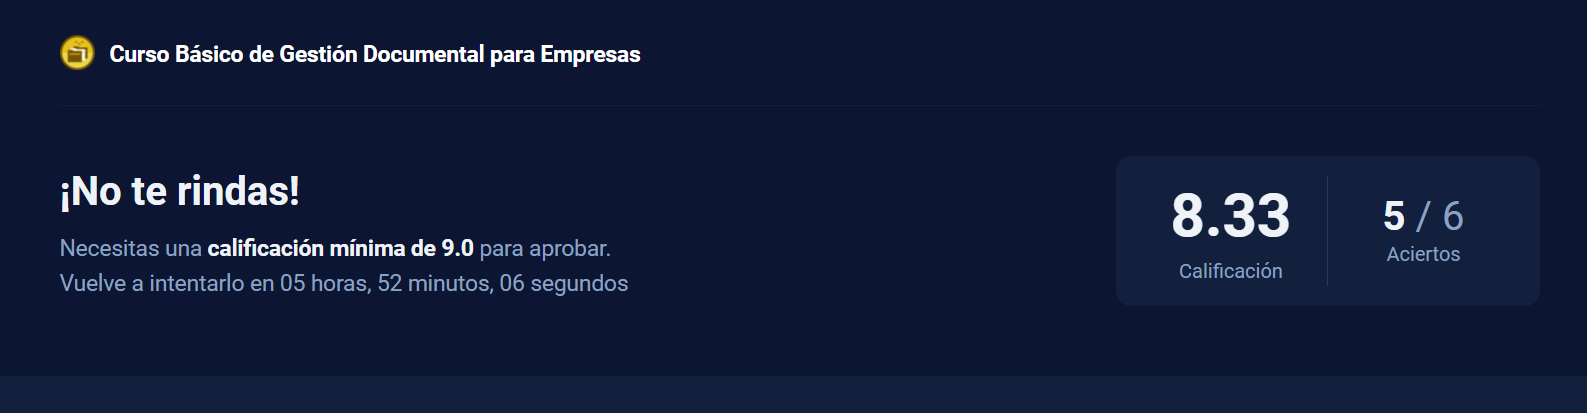 Curso Básico de Gestión Documental para Empresas
¡No te rindas!
Necesitas una calificación mínima de 9.0 para aprobar.
Vuelve a intentarlo en 05 horas, 52 minutos, 06 segundos
8.33
Calificación
5 / 6
Aciertos